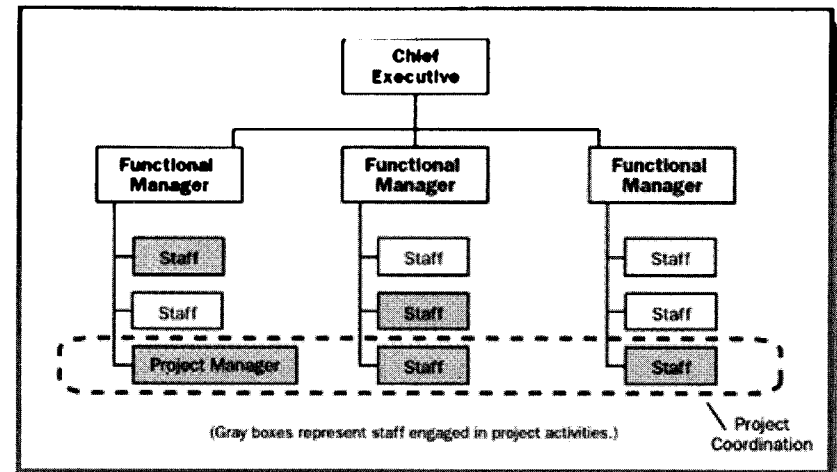 Chief
Executive
Functional
Manager
Functional
Manager
Functional
Manager
Staff
Staff
Staff
Staff
Staff
Staff
Project Manager
Staff
Staff
(Gray boxes represent staff engaged in project activities.)
Project
Coordination